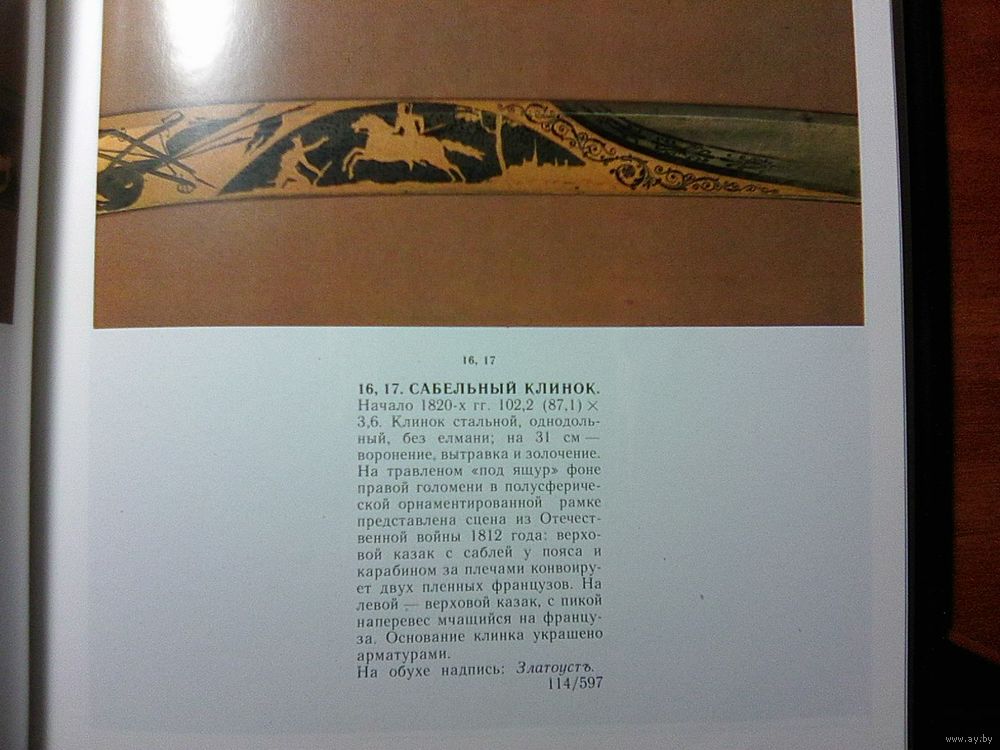 16, 17
16, 17. САБЕЛЬНЫЙ КЛИНОК.
Начало 1820-х гг. 102,2 (87,1) ×
3,6. Клинок стальной, однодоль-
ный, без елмани; на 31 см —
воронение, вытравка и золочение.
На травленом «под ящур» фоне
правой голомени в полусфериче-
ской орнаментированной рамке
представлена сцена из Отечест-
венной войны 1812 года: верхо-
вой казак с саблей у пояса и
карабином за плечами конвоиру-
ет двух пленных французов. На
левой — верховой казак, с пикой
наперевес мчащийся на францу-
за. Основание клинка украшено
арматурами.
На обухе надпись: Златоустъ.
114/597
www.ay.by